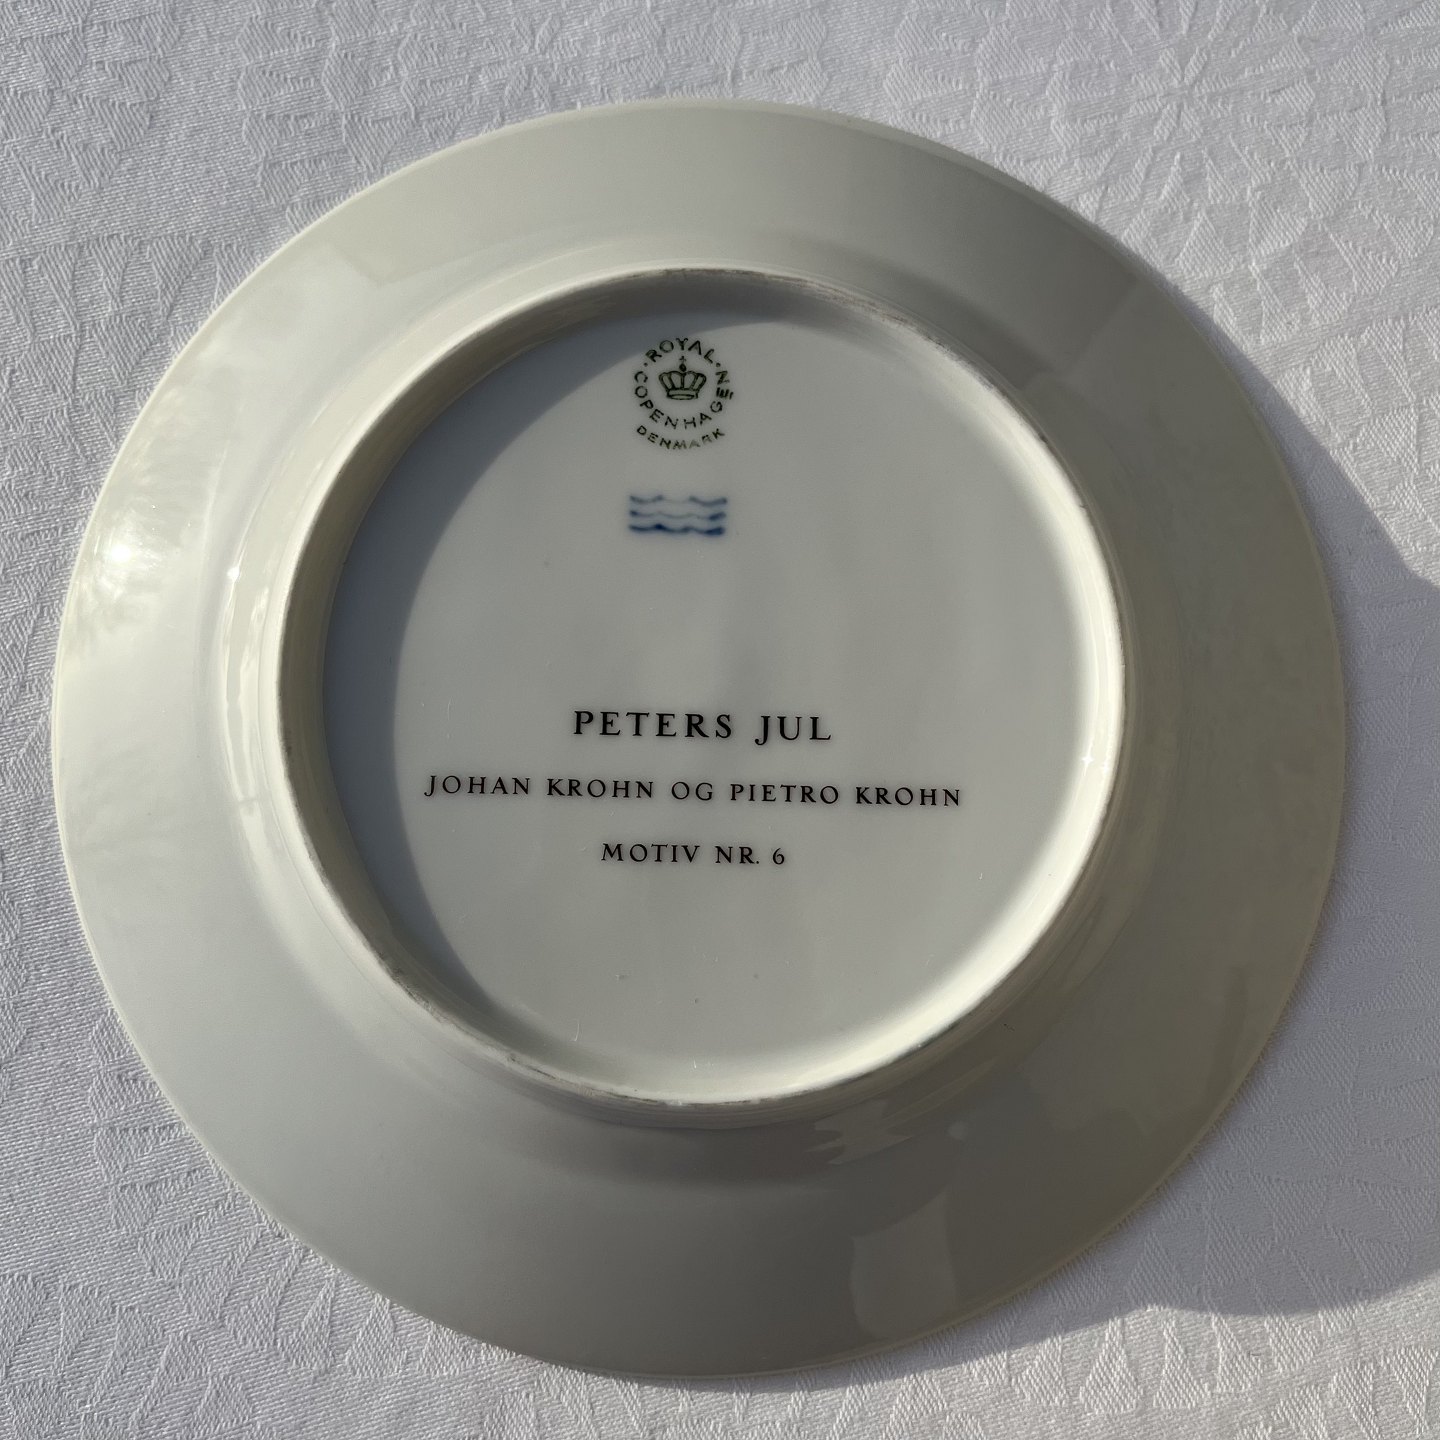 ROYAL
COPENHAGEN
DENMARK
PETERS JUL
JOHAN KROHN OG PIETRO KROHN
MOTIV NR. 6